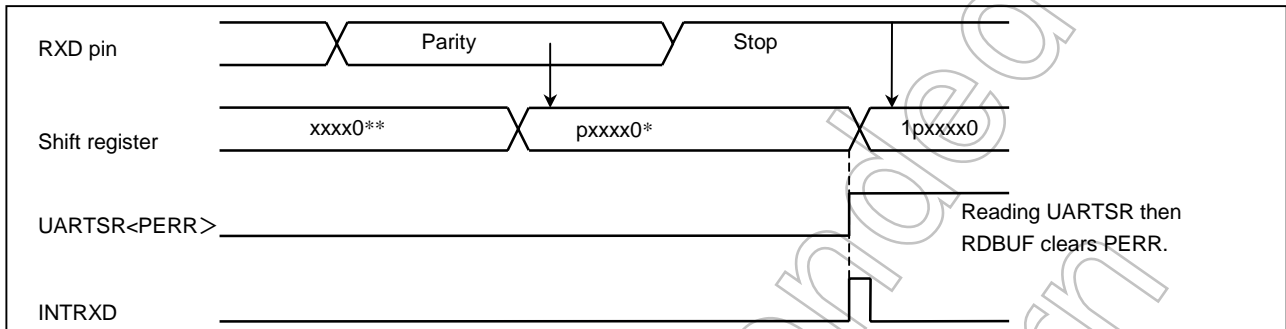 RXD pin Parity Stop
Shift register xxxx0** pxxxx0* 1pxxxx0
UARTSR<PERR＞ Reading UARTSR then
RDBUF clears PERR.
INTRXD